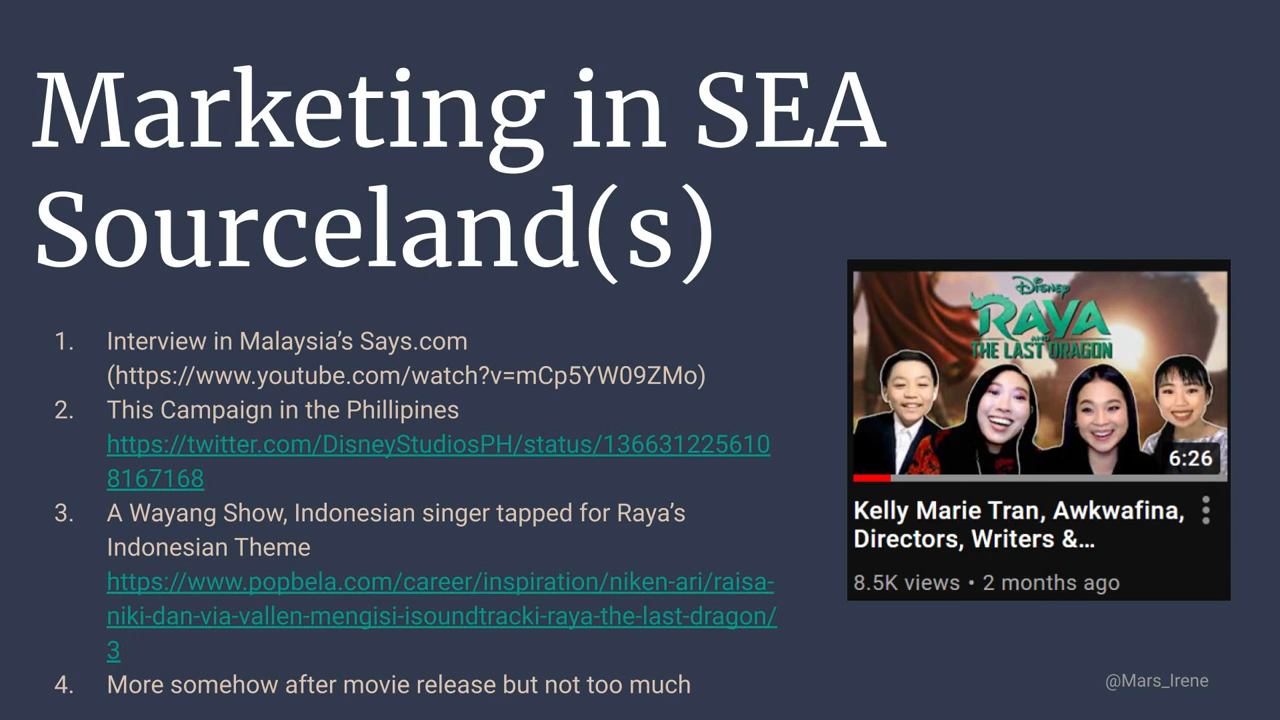 Marketing in SEA
Sourceland(s)
1. Interview in Malaysia’s Says.com
(https://www.youtube.com/watch?v=mCp5YW09ZMo)
2. This Campaign in the Phillipines
https://twitter.com/DisneyStudiosPH/status/136631225610
8167168
3. A Wayang Show, Indonesian singer tapped for Raya’s
Indonesian Theme
https://www.popbela.com/career/inspiration/niken-ari/raisa-
niki-dan-via-vallen-mengisi-isoundtracki-raya-the-last-dragon/
3
4. More somehow after movie release but not too much
Disney
RAYA
AND
THE LAST DRAGON
6:26
Kelly Marie Tran, Awkwafina,
Directors, Writers &...
8.5K views • 2 months ago
@Mars_Irene